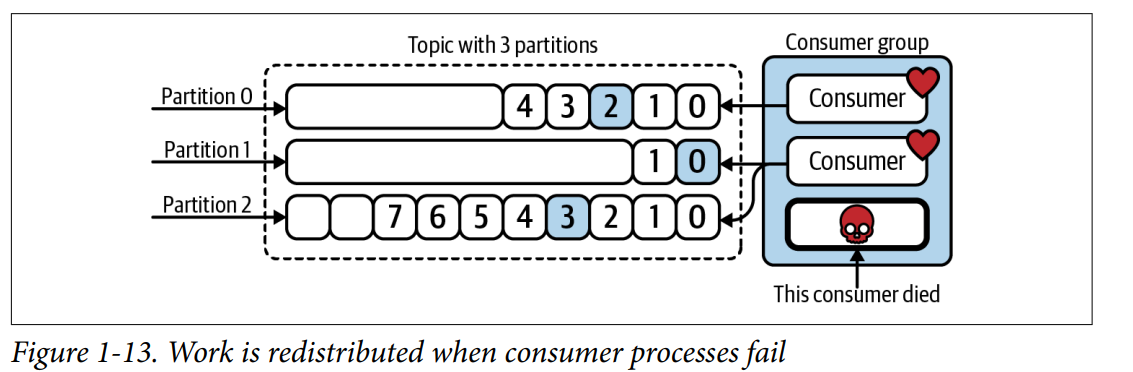 Topic with 3 partitions
Consumer group
Partition 0
4 3 2 1 0
Consumer
Partition 1
1 0
Consumer
Partition 2
7 6 5 4 3 2 1 0
This consumer died
Figure 1-13. Work is redistributed when consumer processes fail